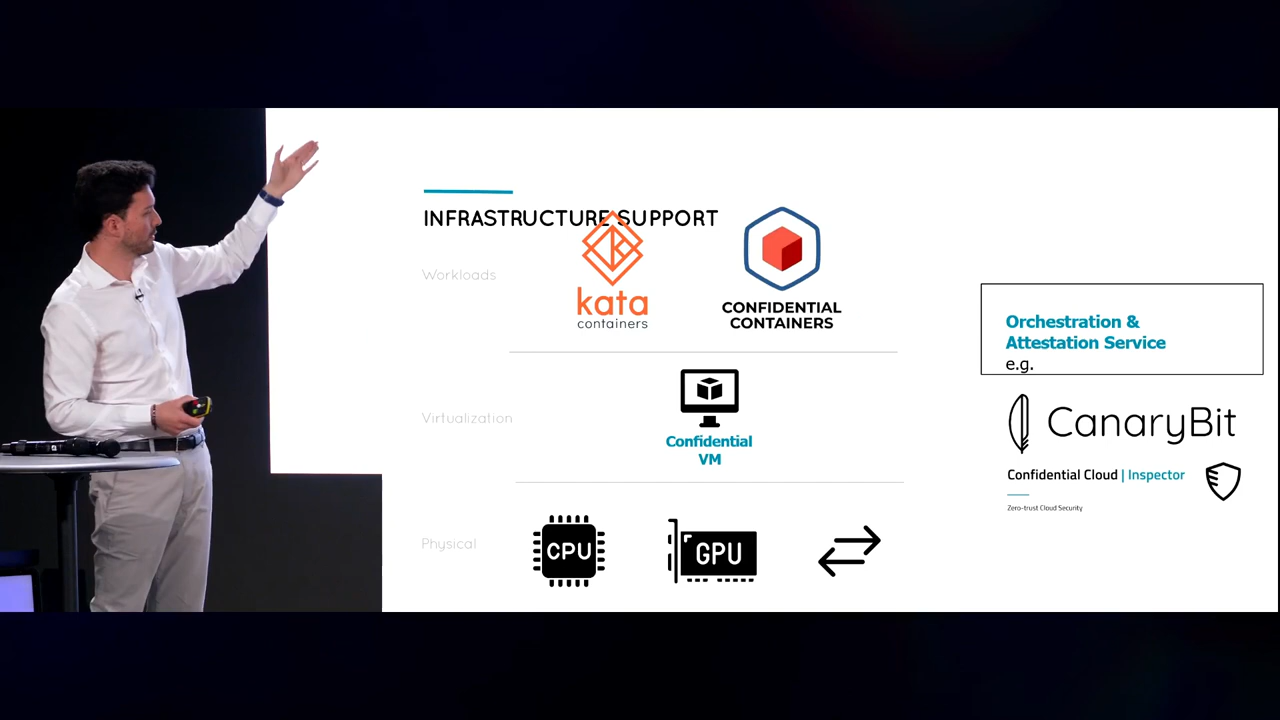 INFRASTRUCTURE SUPPORT
Workloads
kata
containers
CONFIDENTIAL
CONTAINERS
Orchestration &
Attestation Service
e.g.
CanaryBit
Confidential Cloud | Inspector
Zero-trust Cloud Security
Virtualization
Confidential
VM
Physical
CPU
GPU